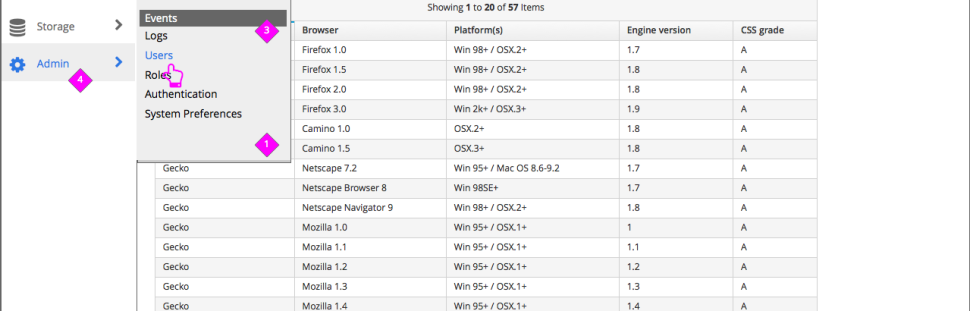 Showing 1 to 20 of 57 Items
Storage
Admin
4
Events
Logs
3
Users
Roles
Authentication
System Preferences
1
Browser Platform(s) Engine version CSS grade
Firefox 1.0 Win 98+ / OSX.2+ 1.7 A
Firefox 1.5 Win 98+ / OSX.2+ 1.8 A
Firefox 2.0 Win 98+ / OSX.2+ 1.8 A
Firefox 3.0 Win 2k+ / OSX.3+ 1.9 A
Camino 1.0 OSX.2+ 1.8 A
Camino 1.5 OSX.3+ 1.8 A
Gecko Netscape 7.2 Win 95+ / Mac OS 8.6-9.2 1.7 A
Gecko Netscape Browser 8 Win 98SE+ 1.7 A
Gecko Netscape Navigator 9 Win 98+ / OSX.2+ 1.8 A
Gecko Mozilla 1.0 Win 95+ / OSX.1+ 1 A
Gecko Mozilla 1.1 Win 95+ / OSX.1+ 1.1 A
Gecko Mozilla 1.2 Win 95+ / OSX.1+ 1.2 A
Gecko Mozilla 1.3 Win 95+ / OSX.1+ 1.3 A
Gecko Mozilla 1.4 Win 95+ / OSX.1+ 1.4 A